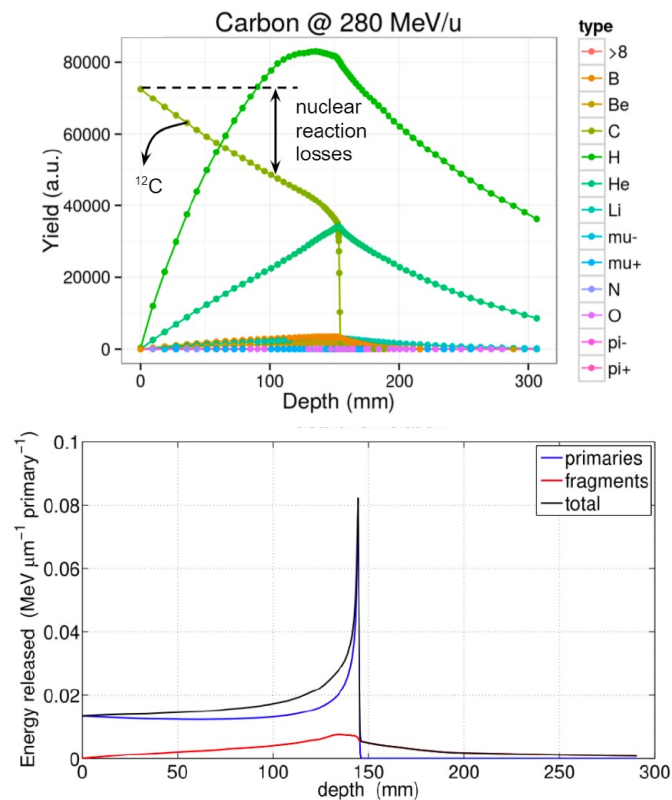 Carbon @ 280 MeV/u
type
>8
B
Be
C
H
He
Li
mu-
mu+
N
O
pi-
pi+
80000
60000
40000
20000
0
Yield (a.u.)
nuclear
reaction
losses
¹²C
0 100 200 300
Depth (mm)
0.1
0.08
0.06
0.04
0.02
0
Energy released (MeV μm⁻¹ primary⁻¹)
primaries
fragments
total
0 50 100 150 200 250 300
depth (mm)